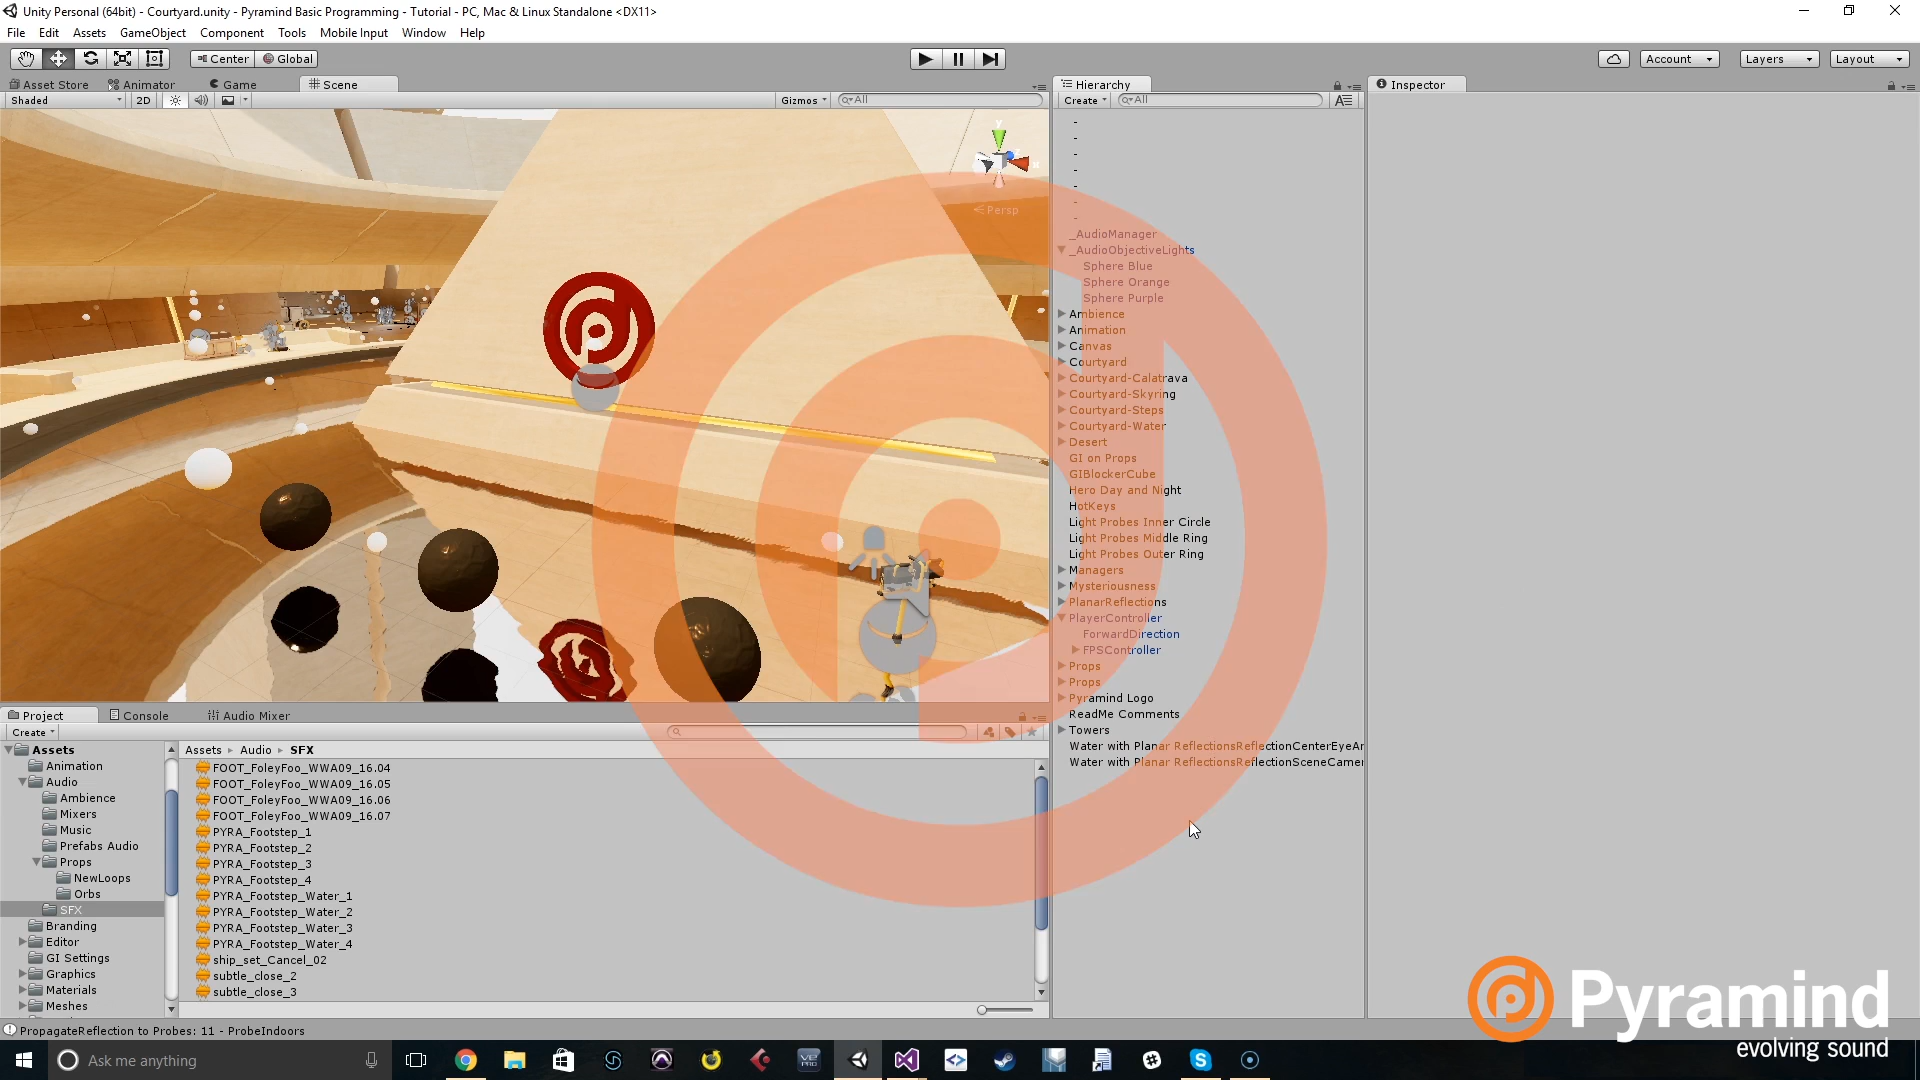 Unity Personal (64bit) - Courtyard.unity - Pyramind Basic Programming - Tutorial - PC, Mac & Linux Standalone <DX11>
File Edit Assets GameObject Component Tools Mobile Input Window Help
Center Global Account Layers Layout
Asset Store Animator Game Scene Hierarchy Inspector
Shaded 2D Gizmos All Create All
y
x
Persp
-
-
-
-
-
-
-
_AudioManager
_AudioObjectiveLights
Sphere Blue
Sphere Orange
Sphere Purple
Ambience
Animation
Canvas
Courtyard
Courtyard-Calatrava
Courtyard-Skyring
Courtyard-Steps
Courtyard-Water
Desert
GI on Props
GIBlockerCube
Hero Day and Night
HotKeys
Light Probes Inner Circle
Light Probes Middle Ring
Light Probes Outer Ring
Managers
Mysteriousness
PlanarReflections
PlayerController
ForwardDirection
FPSController
Props
Props
Pyramind Logo
ReadMe Comments
Towers
Water with Planar ReflectionsReflectionCenterEyeAr
Water with Planar ReflectionsReflectionSceneCamer
Project Console Audio Mixer
Create
Assets
Animation
Audio
Ambience
Mixers
Music
Prefabs Audio
Props
NewLoops
Orbs
SFX
Branding
Editor
GI Settings
Graphics
Materials
Meshes
Assets Audio SFX
FOOT_FoleyFoo_WWA09_16.04
FOOT_FoleyFoo_WWA09_16.05
FOOT_FoleyFoo_WWA09_16.06
FOOT_FoleyFoo_WWA09_16.07
PYRA_Footstep_1
PYRA_Footstep_2
PYRA_Footstep_3
PYRA_Footstep_4
PYRA_Footstep_Water_1
PYRA_Footstep_Water_2
PYRA_Footstep_Water_3
PYRA_Footstep_Water_4
ship_set_Cancel_02
subtle_close_2
subtle_close_3
PropagateReflection to Probes: 11 - ProbeIndoors
Pyramind
evolving sound
Ask me anything